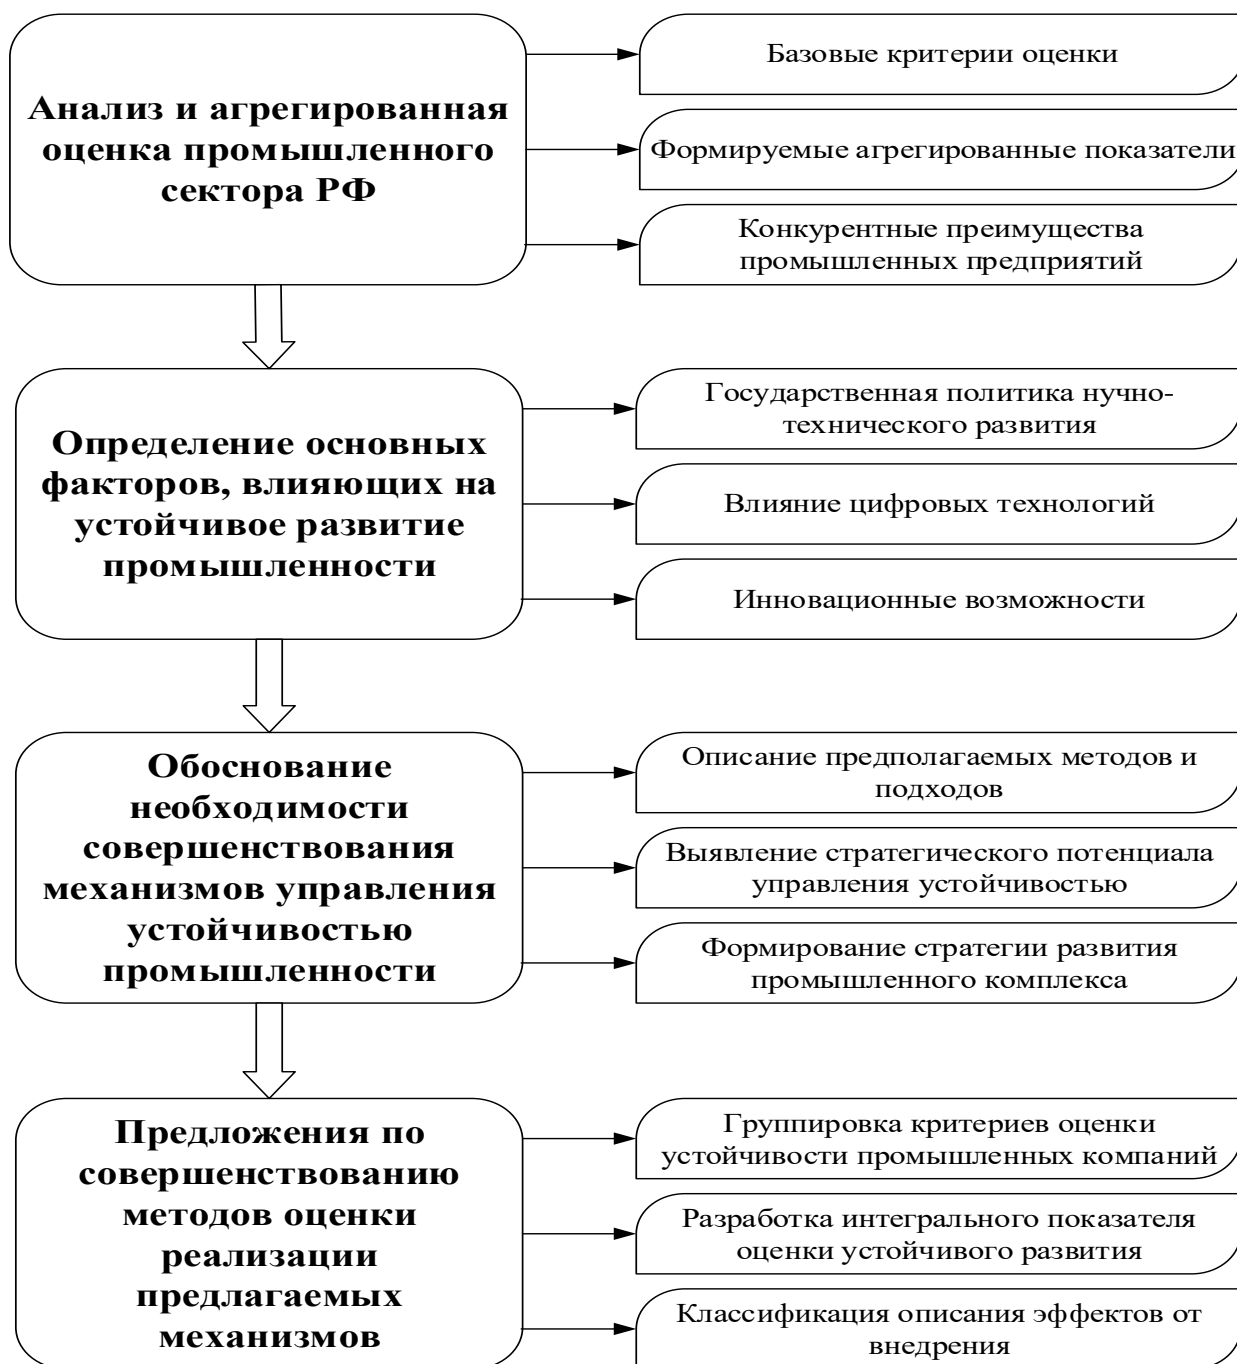 Анализ и агрегированная
оценка промышленного
сектора РФ
Базовые критерии оценки
Формируемые агрегированные показатели
Конкурентные преимущества
промышленных предприятий
Определение основных
факторов, влияющих на
устойчивое развитие
промышленности
Государственная политика нучно-
технического развития
Влияние цифровых технологий
Инновационные возможности
Обоснование
необходимости
совершенствования
механизмов управления
устойчивостью
промышленности
Описание предполагаемых методов и
подходов
Выявление стратегического потенциала
управления устойчивостью
Формирование стратегии развития
промышленного комплекса
Предложения по
совершенствованию
методов оценки
реализации
предлагаемых
механизмов
Группировка критериев оценки
устойчивости промышленных компаний
Разработка интегрального показателя
оценки устойчивого развития
Классификация описания эффектов от
внедрения